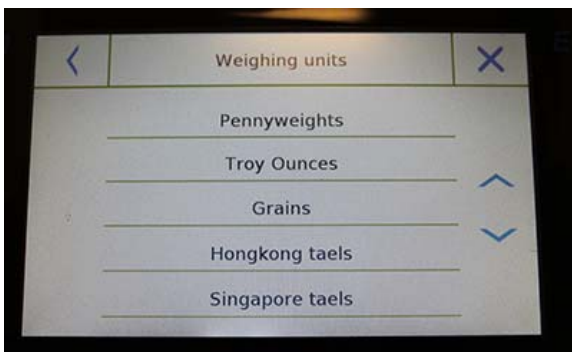 Weighing units
Pennyweights
Troy Ounces
Grains
Hongkong taels
Singapore taels